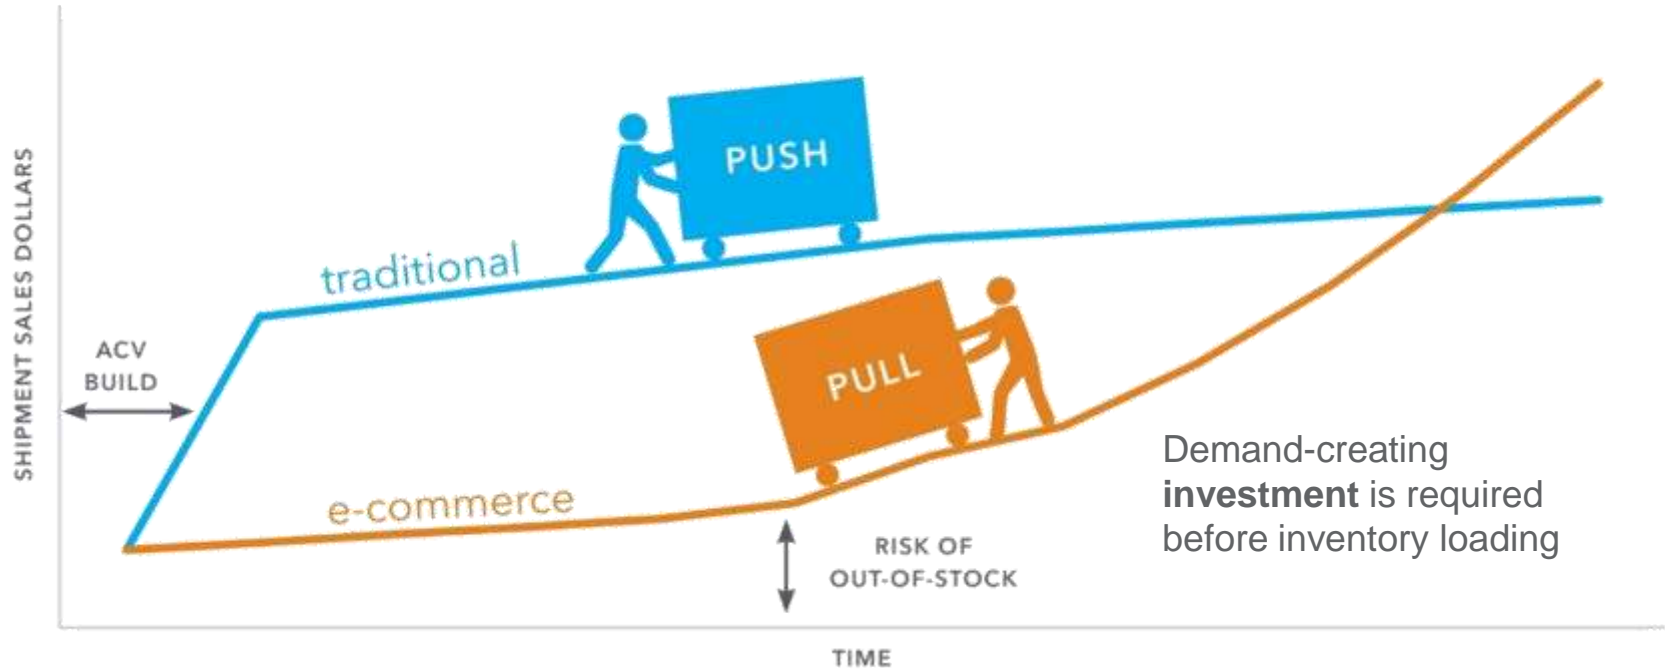 SHIPMENT SALES DOLLARS
PUSH
traditional
ACV
BUILD
PULL
e-commerce
RISK OF
OUT-OF-STOCK
Demand-creating
investment is required
before inventory loading
TIME